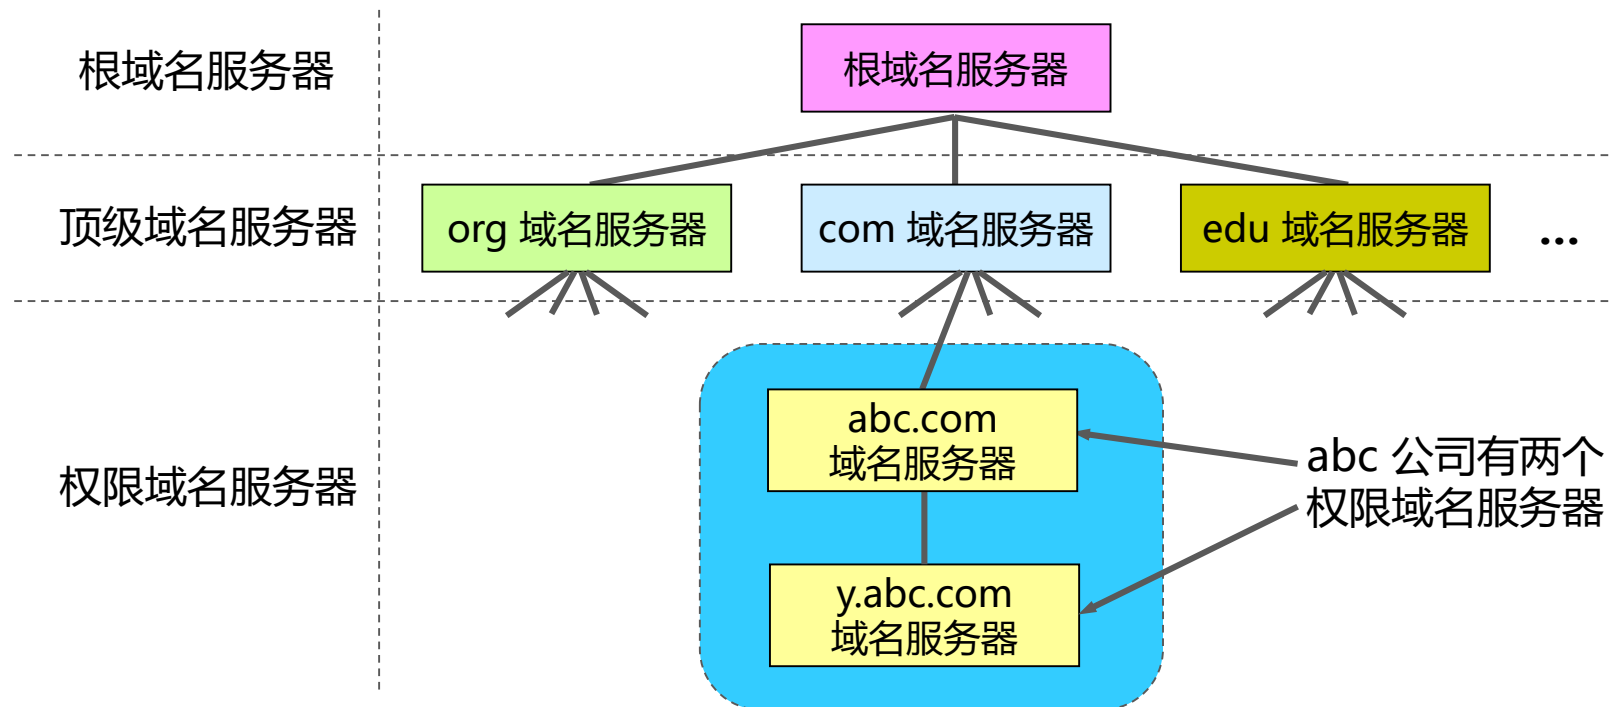 根域名服务器
根域名服务器
顶级域名服务器
org 域名服务器
com 域名服务器
edu 域名服务器
...
权限域名服务器
abc.com
域名服务器
y.abc.com
域名服务器
abc 公司有两个
权限域名服务器